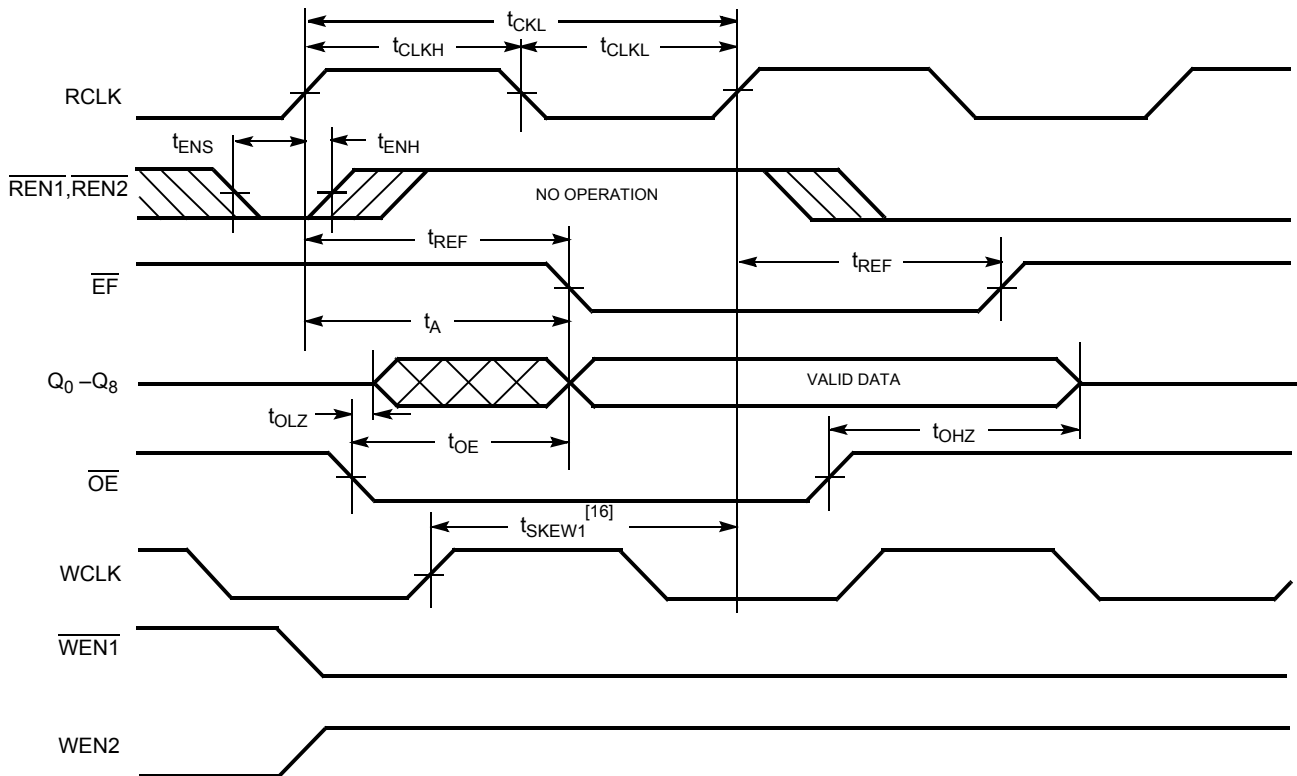 tCKL
tCLKH tCLKL
RCLK
tENS tENH
REN1,REN2
NO OPERATION
tREF
tREF
EF
tA
Q0 –Q8
VALID DATA
tOLZ
tOE
tOHZ
OE
tSKEW1[16]
WCLK
WEN1
WEN2